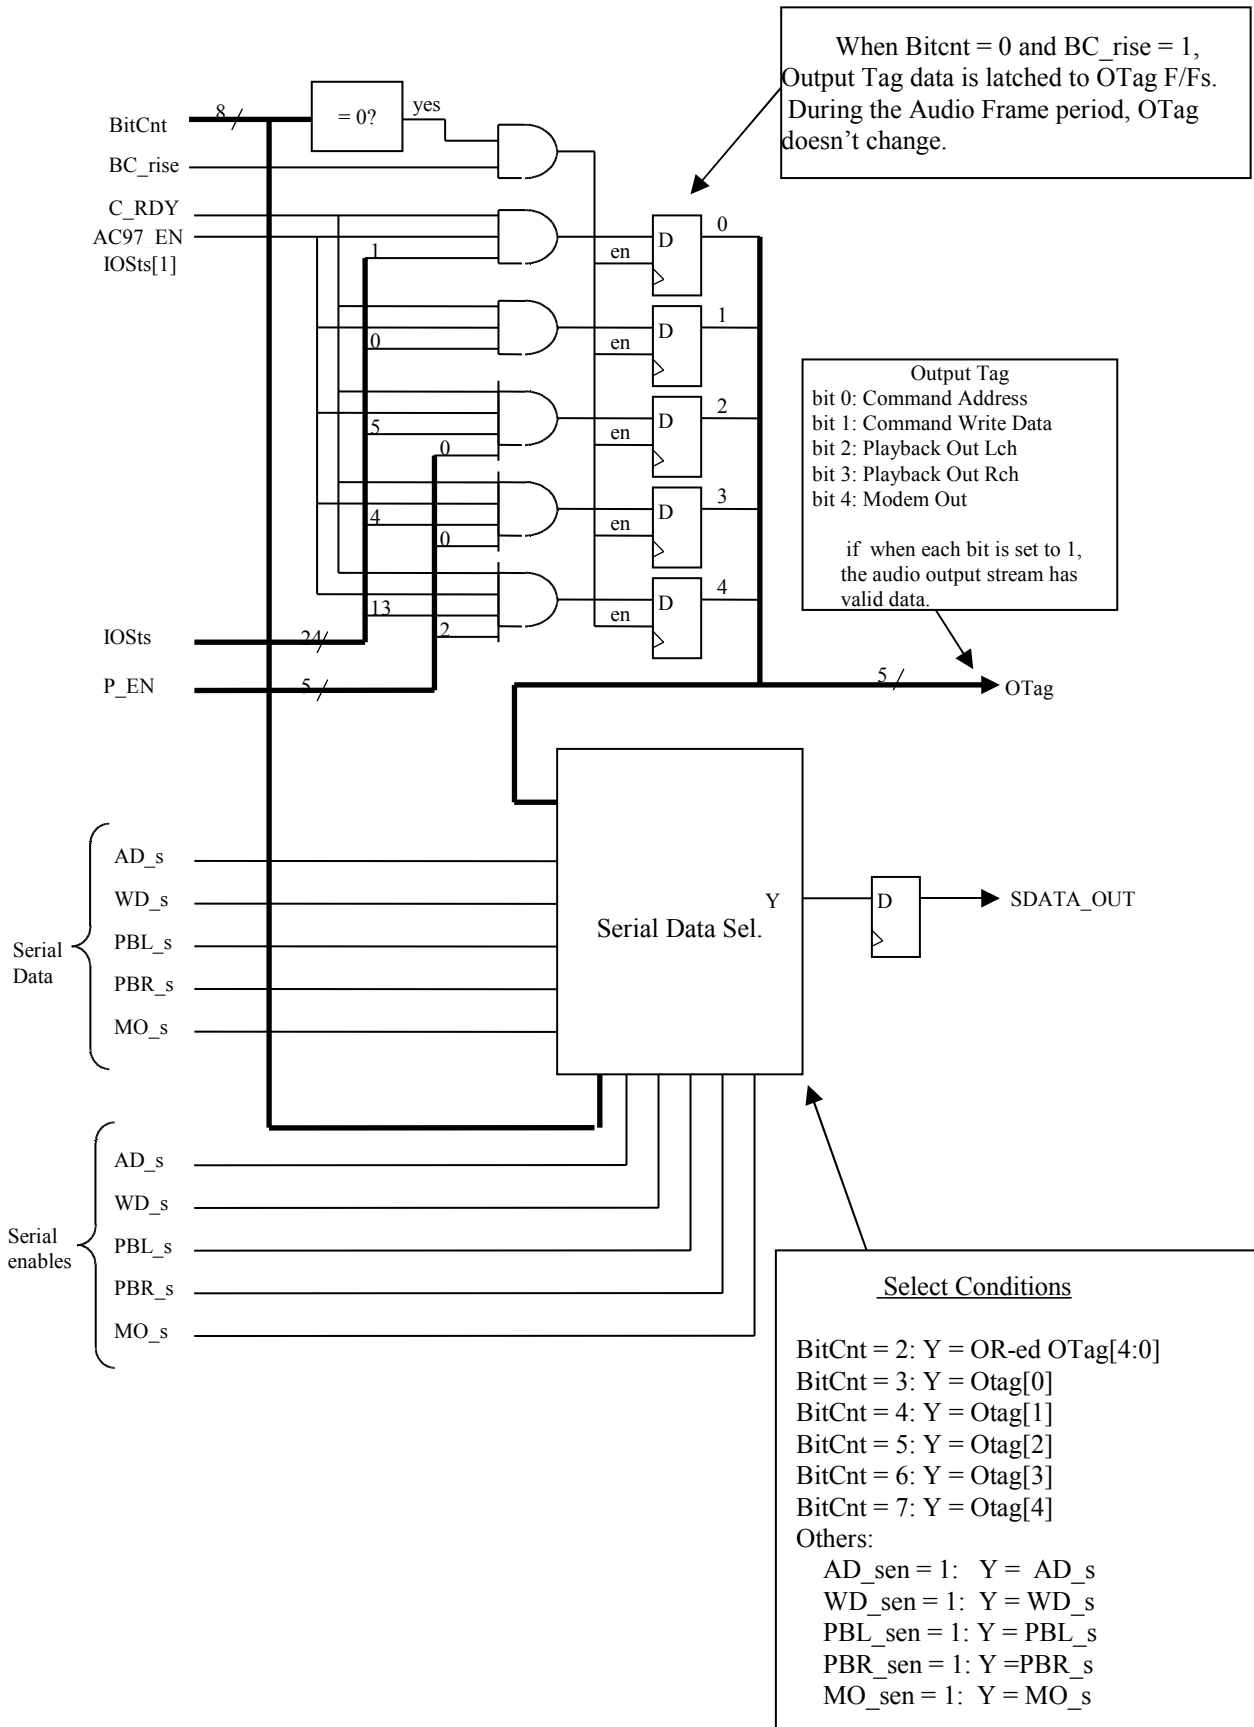 When Bitcnt = 0 and BC_rise = 1,
Output Tag data is latched to OTag F/Fs.
During the Audio Frame period, OTag
doesn't change.
BitCnt
8
= 0?
yes
BC_rise
C_RDY
AC97_EN
IOSts[1]
1
en
D
0
0
en
D
1
5
0
en
D
2
4
0
en
D
3
13
2
en
D
4
IOSts
24
P_EN
5
Output Tag
bit 0: Command Address
bit 1: Command Write Data
bit 2: Playback Out Lch
bit 3: Playback Out Rch
bit 4: Modem Out
if when each bit is set to 1,
the audio output stream has
valid data.
5
OTag
Serial
Data
AD_s
WD_s
PBL_s
PBR_s
MO_s
Serial Data Sel.
Y
D
SDATA_OUT
Serial
enables
AD_s
WD_s
PBL_s
PBR_s
MO_s
Select Conditions
BitCnt = 2: Y = OR-ed OTag[4:0]
BitCnt = 3: Y = Otag[0]
BitCnt = 4: Y = Otag[1]
BitCnt = 5: Y = Otag[2]
BitCnt = 6: Y = Otag[3]
BitCnt = 7: Y = Otag[4]
Others:
AD_sen = 1: Y = AD_s
WD_sen = 1: Y = WD_s
PBL_sen = 1: Y = PBL_s
PBR_sen = 1: Y =PBR_s
MO_sen = 1: Y = MO_s